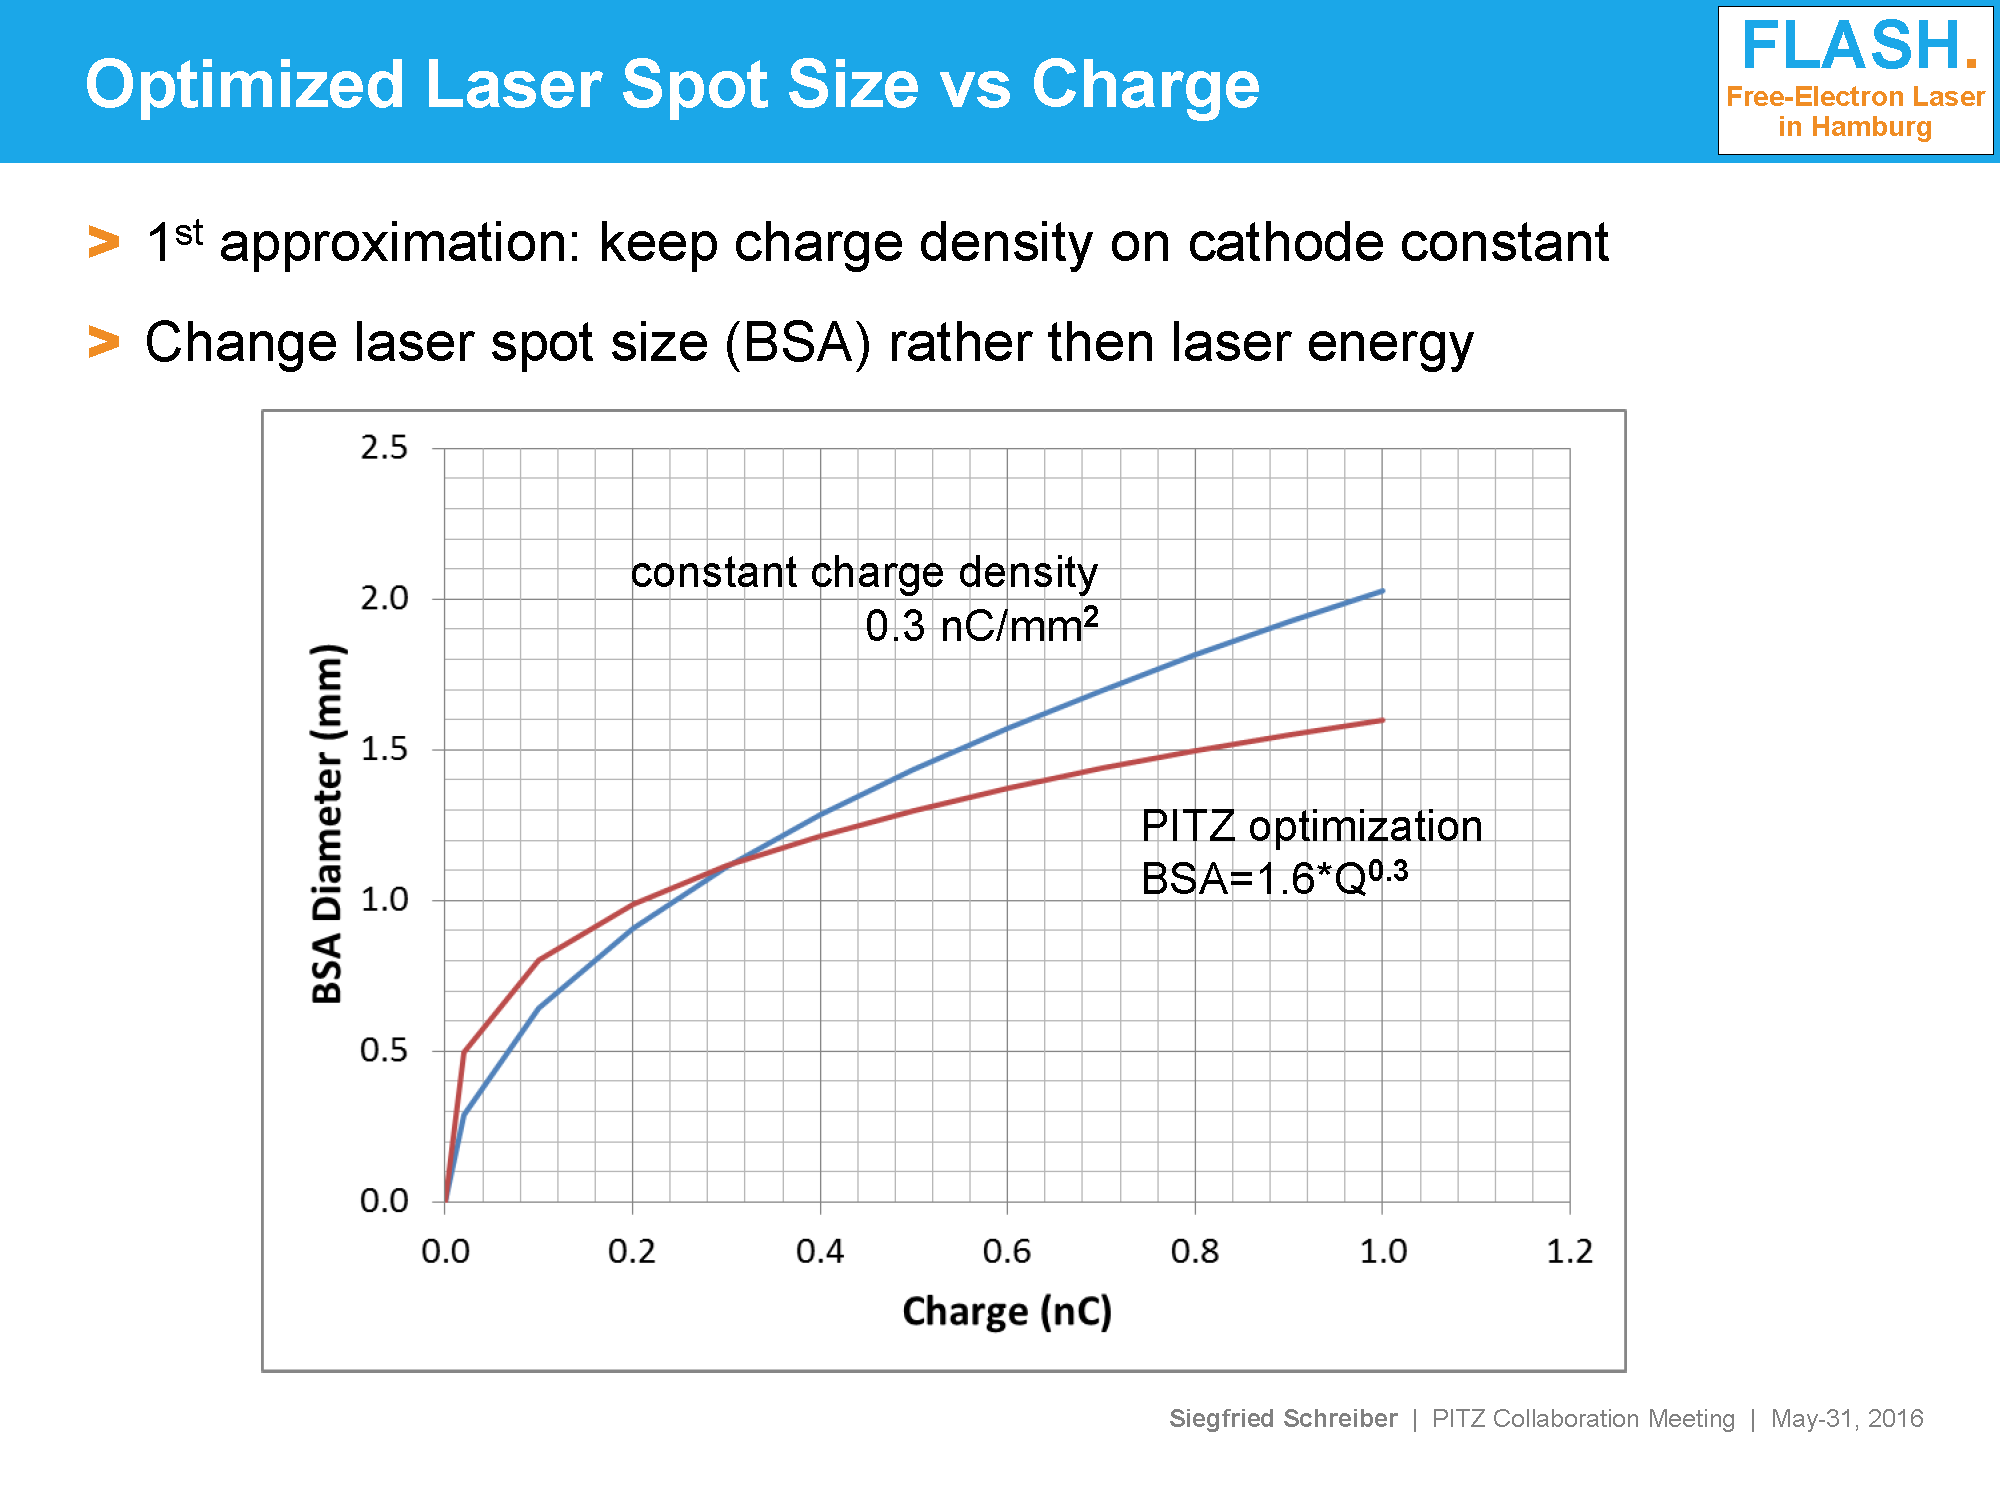 Optimized Laser Spot Size vs Charge
FLASH.
Free-Electron Laser
in Hamburg
> 1st approximation: keep charge density on cathode constant
> Change laser spot size (BSA) rather then laser energy
2.5
2.0
1.5
1.0
0.5
0.0
BSA Diameter (mm)
constant charge density
0.3 nC/mm2
PITZ optimization
BSA=1.6*Q0.3
0.0 0.2 0.4 0.6 0.8 1.0 1.2
Charge (nC)
Siegfried Schreiber | PITZ Collaboration Meeting | May-31, 2016